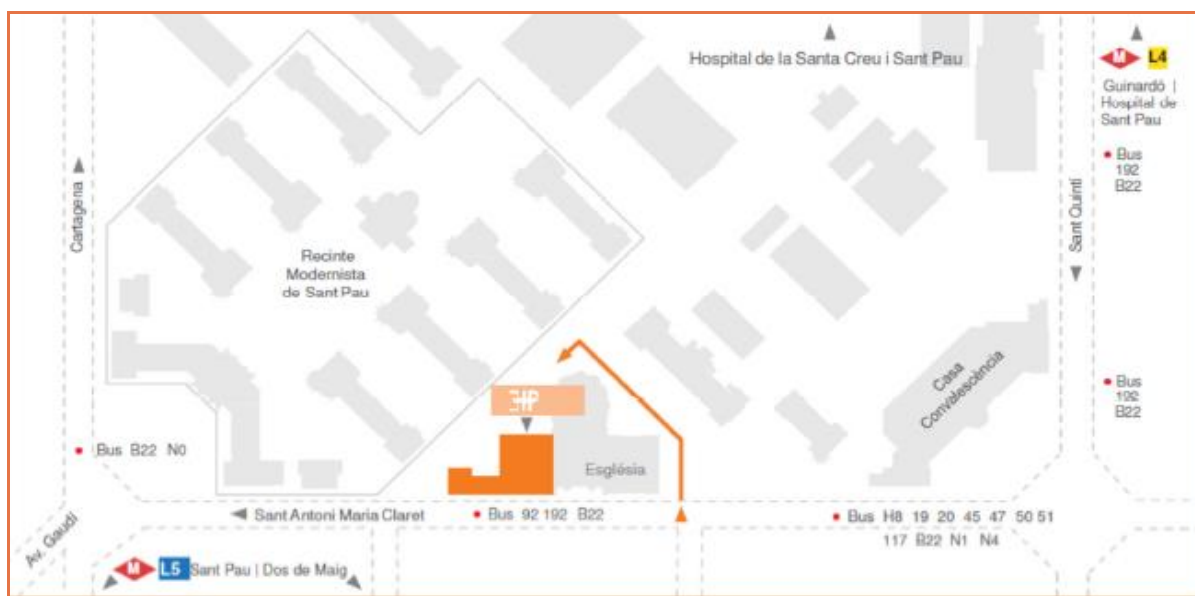 Hospital de la Santa Creu i Sant Pau
M L4
Guinardó |
Hospital de
Sant Pau
Bus
192
B22
Cartagena
Sant Quintí
Recinte
Modernista
de Sant Pau
Casa
Convalescència
Bus
192
B22
Bus B22 N0
Església
Sant Antoni Maria Claret
Bus 92 192 B22
Bus H8 19 20 45 47 50 51
117 B22 N1 N4
Av. Gaudí
M L5 Sant Pau | Dos de Maig